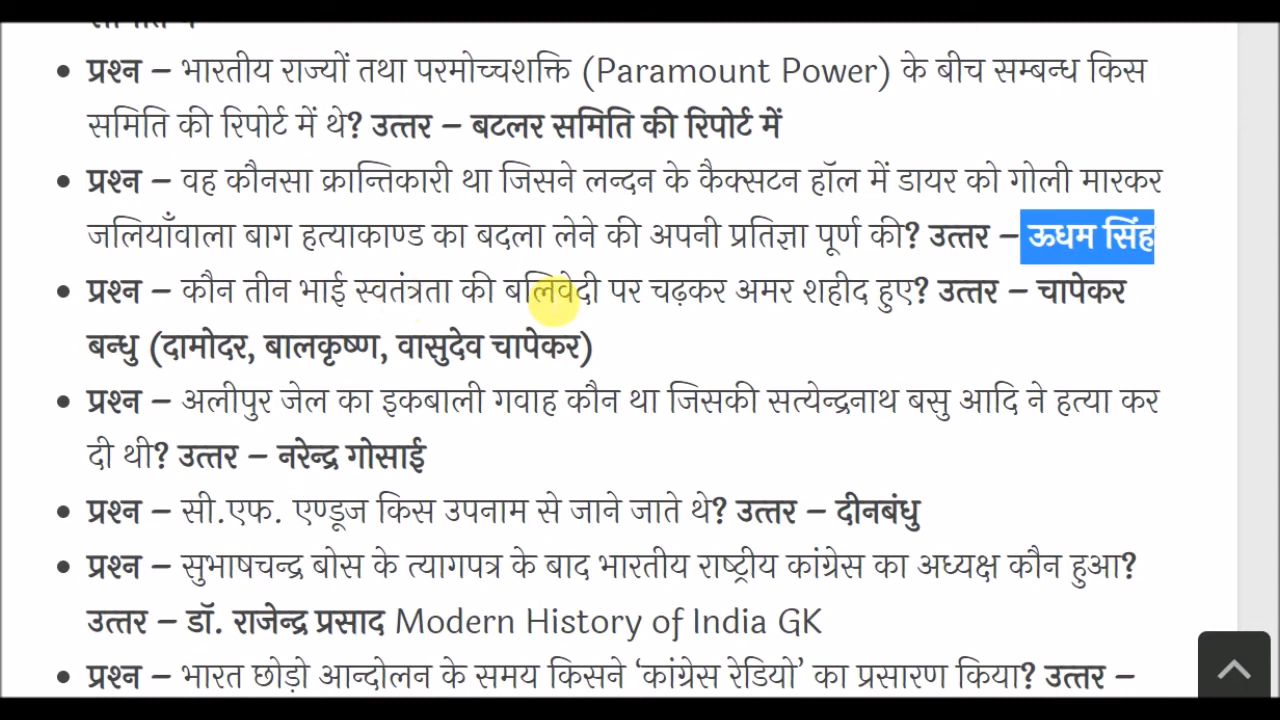 • प्रश्न – भारतीय राज्यों तथा परमोच्चशक्ति (Paramount Power) के बीच सम्बन्ध किस
समिति की रिपोर्ट में थे? उत्तर – बटलर समिति की रिपोर्ट में
• प्रश्न – वह कौनसा क्रान्तिकारी था जिसने लन्दन के कैक्सटन हॉल में डायर को गोली मारकर
जलियाँवाला बाग हत्याकाण्ड का बदला लेने की अपनी प्रतिज्ञा पूर्ण की? उत्तर – ऊधम सिंह
• प्रश्न – कौन तीन भाई स्वतंत्रता की बलिवेदी पर चढ़कर अमर शहीद हुए? उत्तर – चापेकर
बन्धु (दामोदर, बालकृष्ण, वासुदेव चापेकर)
• प्रश्न – अलीपुर जेल का इकबाली गवाह कौन था जिसकी सत्येन्द्रनाथ बसु आदि ने हत्या कर
दी थी? उत्तर – नरेन्द्र गोसाई
• प्रश्न – सी.एफ. एण्डूज किस उपनाम से जाने जाते थे? उत्तर – दीनबंधु
• प्रश्न – सुभाषचन्द्र बोस के त्यागपत्र के बाद भारतीय राष्ट्रीय कांग्रेस का अध्यक्ष कौन हुआ?
उत्तर – डॉ. राजेन्द्र प्रसाद Modern History of India GK
• प्रश्न – भारत छोड़ो आन्दोलन के समय किसने ‘कांग्रेस रेडियो’ का प्रसारण किया? उत्तर –